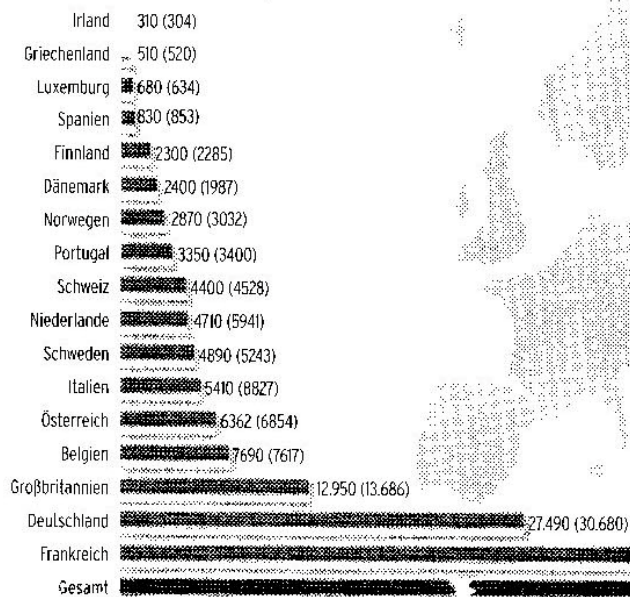 Irland 310 (304)
Griechenland 510 (520)
Luxemburg 680 (634)
Spanien 830 (853)
Finnland 2300 (2285)
Dänemark 2400 (1987)
Norwegen 2870 (3032)
Portugal 3350 (3400)
Schweiz 4400 (4528)
Niederlande 4710 (5941)
Schweden 4890 (5243)
Italien 5410 (8827)
Österreich 6362 (6854)
Belgien 7690 (7617)
Großbritannien 12.950 (13.686)
Deutschland 27.490 (30.680)
Frankreich
Gesamt